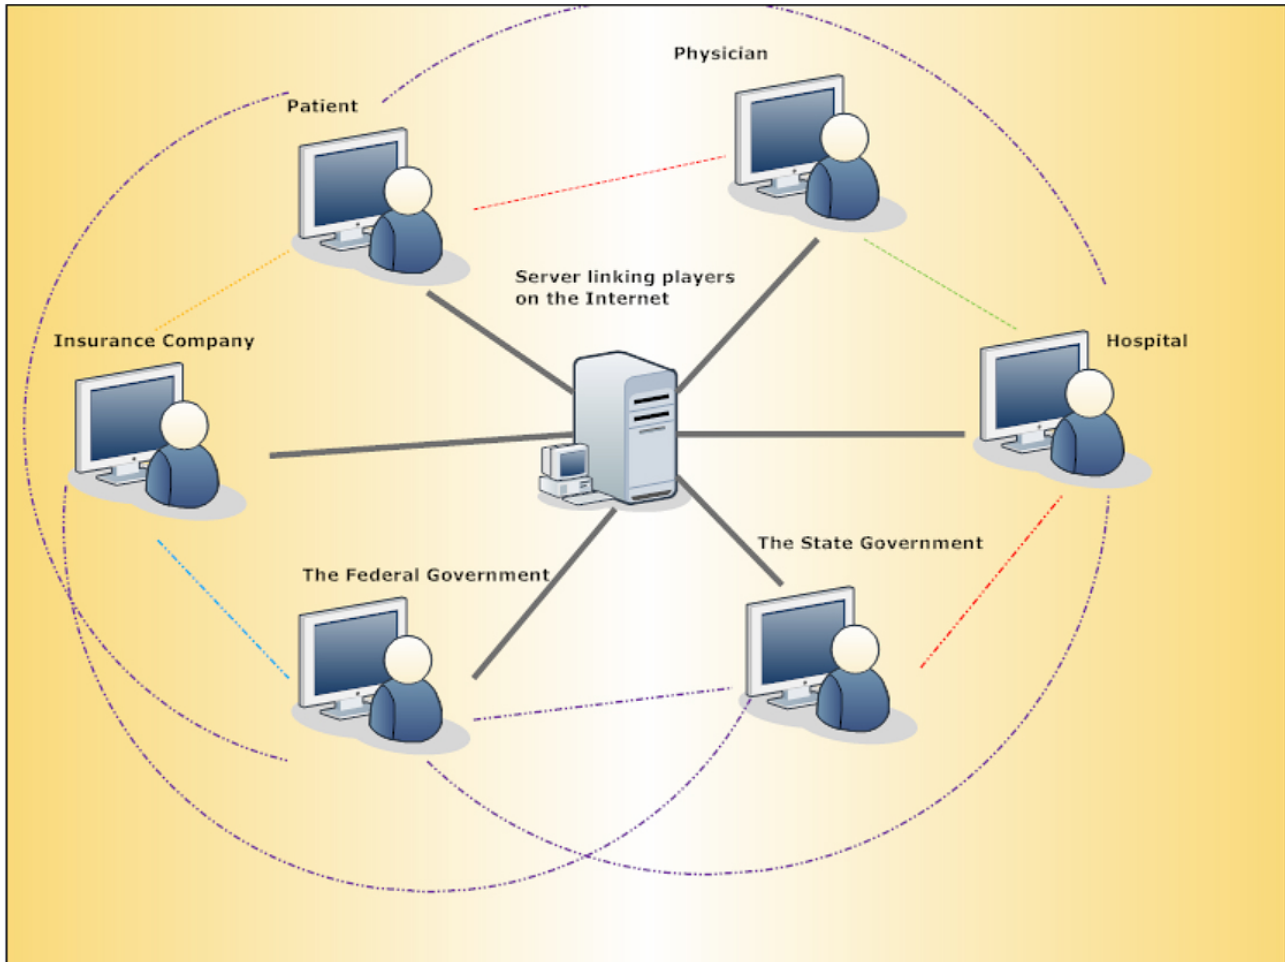 Physician
Patient
Server linking players
on the Internet
Insurance Company
Hospital
The State Government
The Federal Government